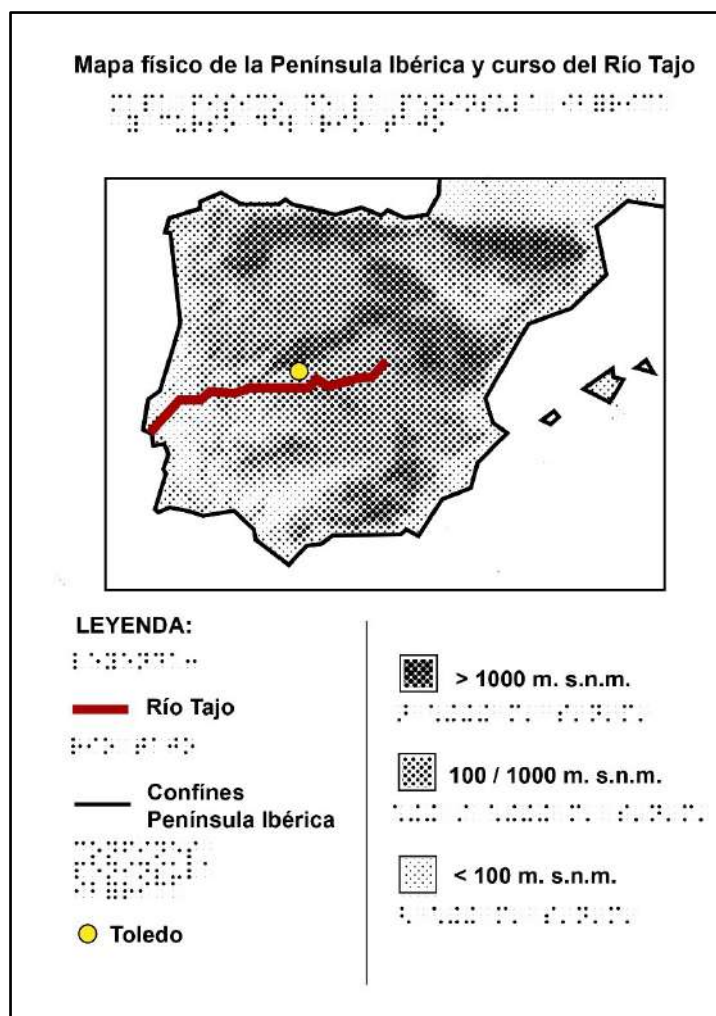 Mapa físico de la Península Ibérica y curso del Río Tajo
LEYENDA:
Río Tajo
Confínes
Península Ibérica
Toledo
> 1000 m. s.n.m.
100 / 1000 m. s.n.m.
< 100 m. s.n.m.